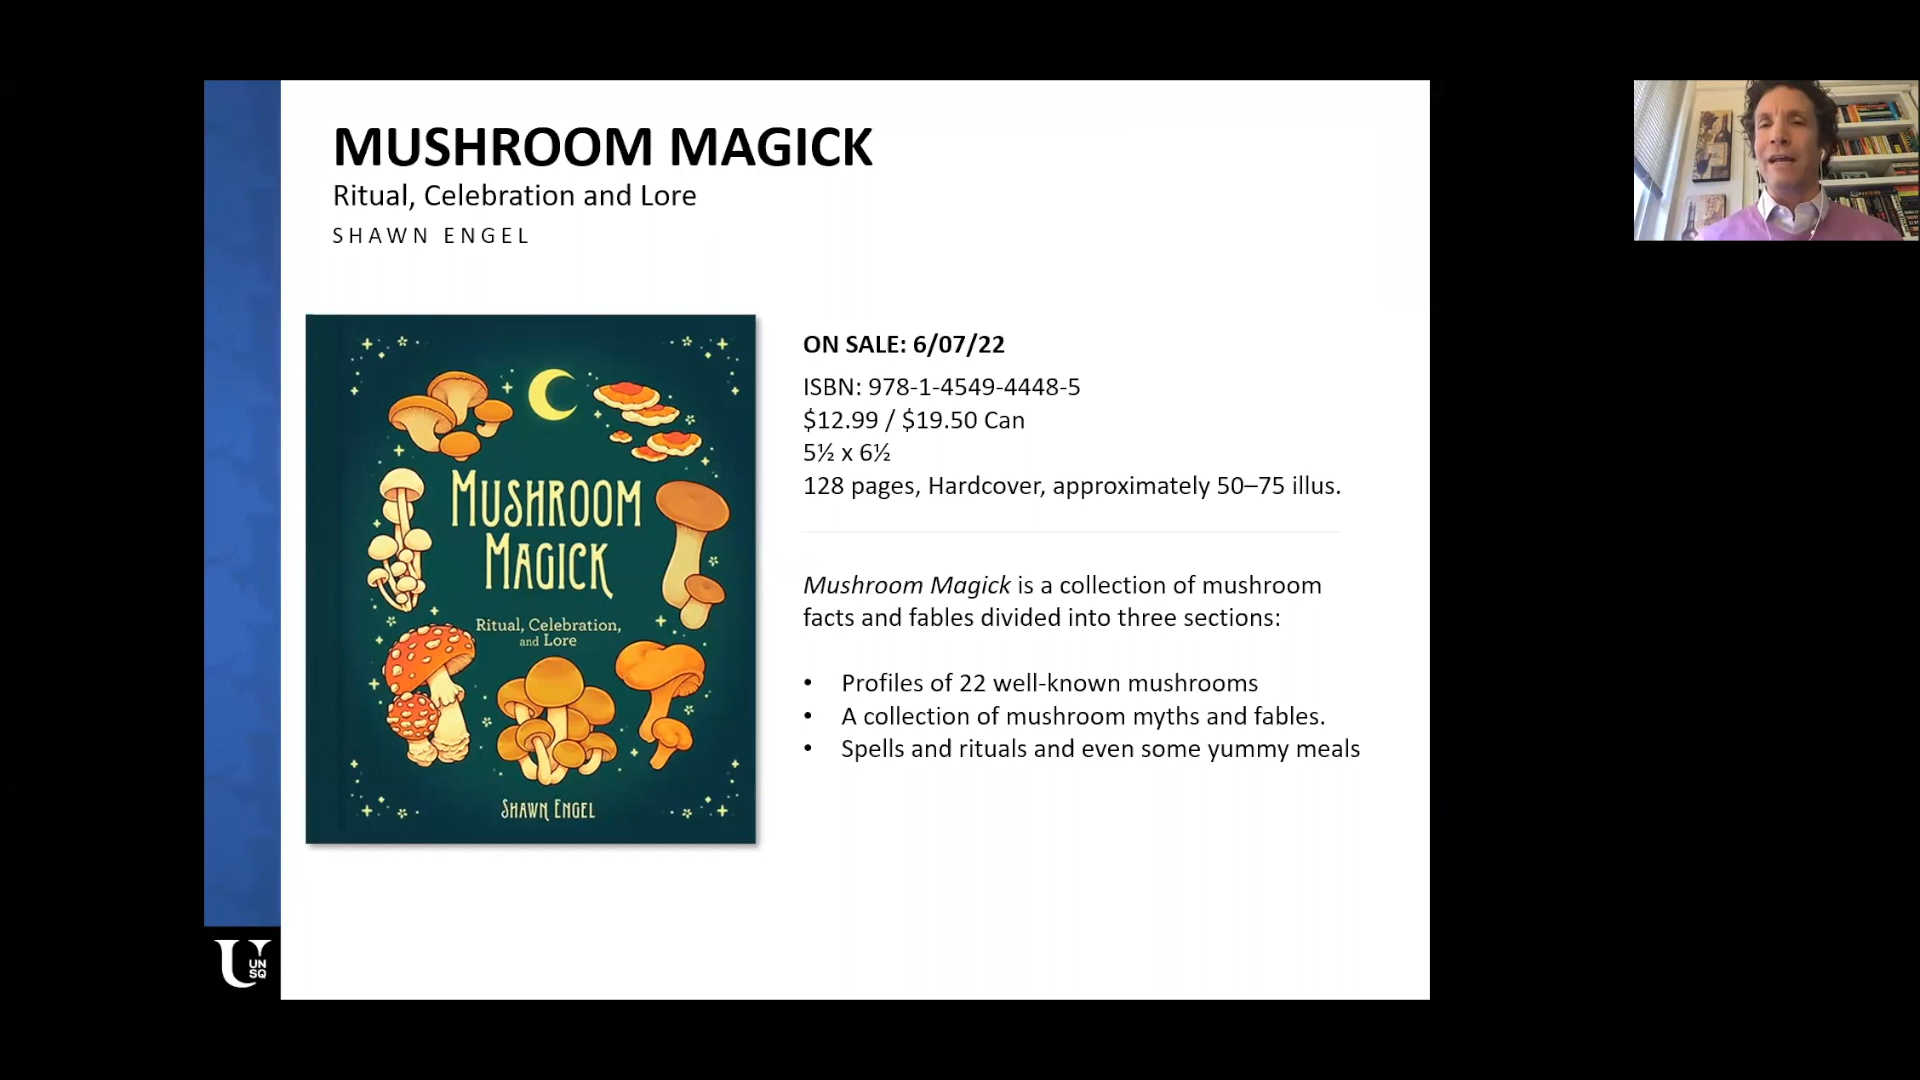 MUSHROOM MAGICK
Ritual, Celebration and Lore
SHAWN ENGEL
MUSHROOM
MAGICK
Ritual, Celebration,
and Lore
SHAWN ENGEL
ON SALE: 6/07/22
ISBN: 978-1-4549-4448-5
$12.99 / $19.50 Can
5½ x 6½
128 pages, Hardcover, approximately 50–75 illus.
Mushroom Magick is a collection of mushroom
facts and fables divided into three sections:
• Profiles of 22 well-known mushrooms
• A collection of mushroom myths and fables.
• Spells and rituals and even some yummy meals
U
UN
SQ